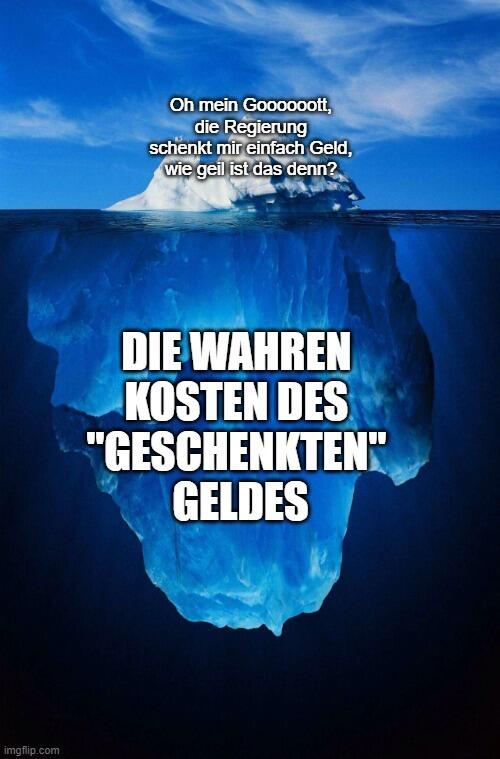 Oh mein Goooooott,
die Regierung
schenkt mir einfach Geld,
wie geil ist das denn?
DIE WAHREN
KOSTEN DES
"GESCHENKTEN"
GELDES
imgflip.com